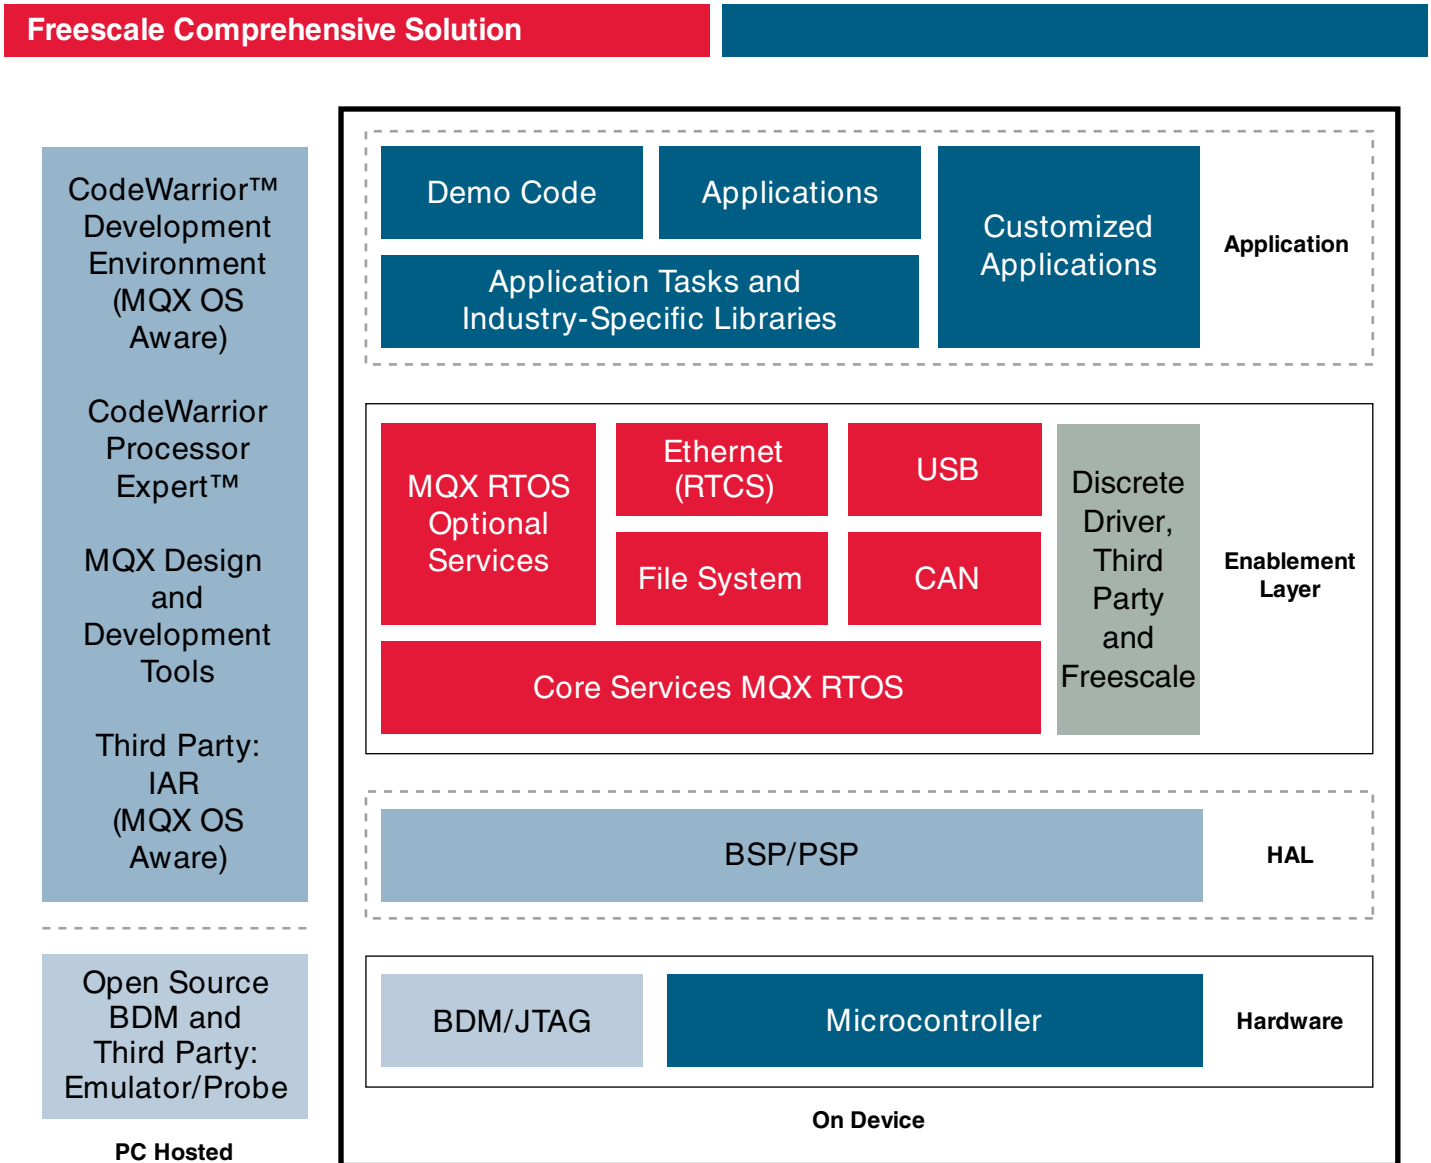 Freescale Comprehensive Solution
CodeWarrior™
Development
Environment
(MQX OS
Aware)
CodeWarrior
Processor
Expert™
MQX Design
and
Development
Tools
Third Party:
IAR
(MQX OS
Aware)
Open Source
BDM and
Third Party:
Emulator/Probe
PC Hosted
Demo Code
Applications
Customized
Applications
Application Tasks and
Industry-Specific Libraries
Application
MQX RTOS
Optional
Services
Ethernet
(RTCS)
USB
File System
CAN
Core Services MQX RTOS
Discrete
Driver,
Third
Party
and
Freescale
Enablement
Layer
BSP/PSP
HAL
BDM/JTAG
Microcontroller
Hardware
On Device